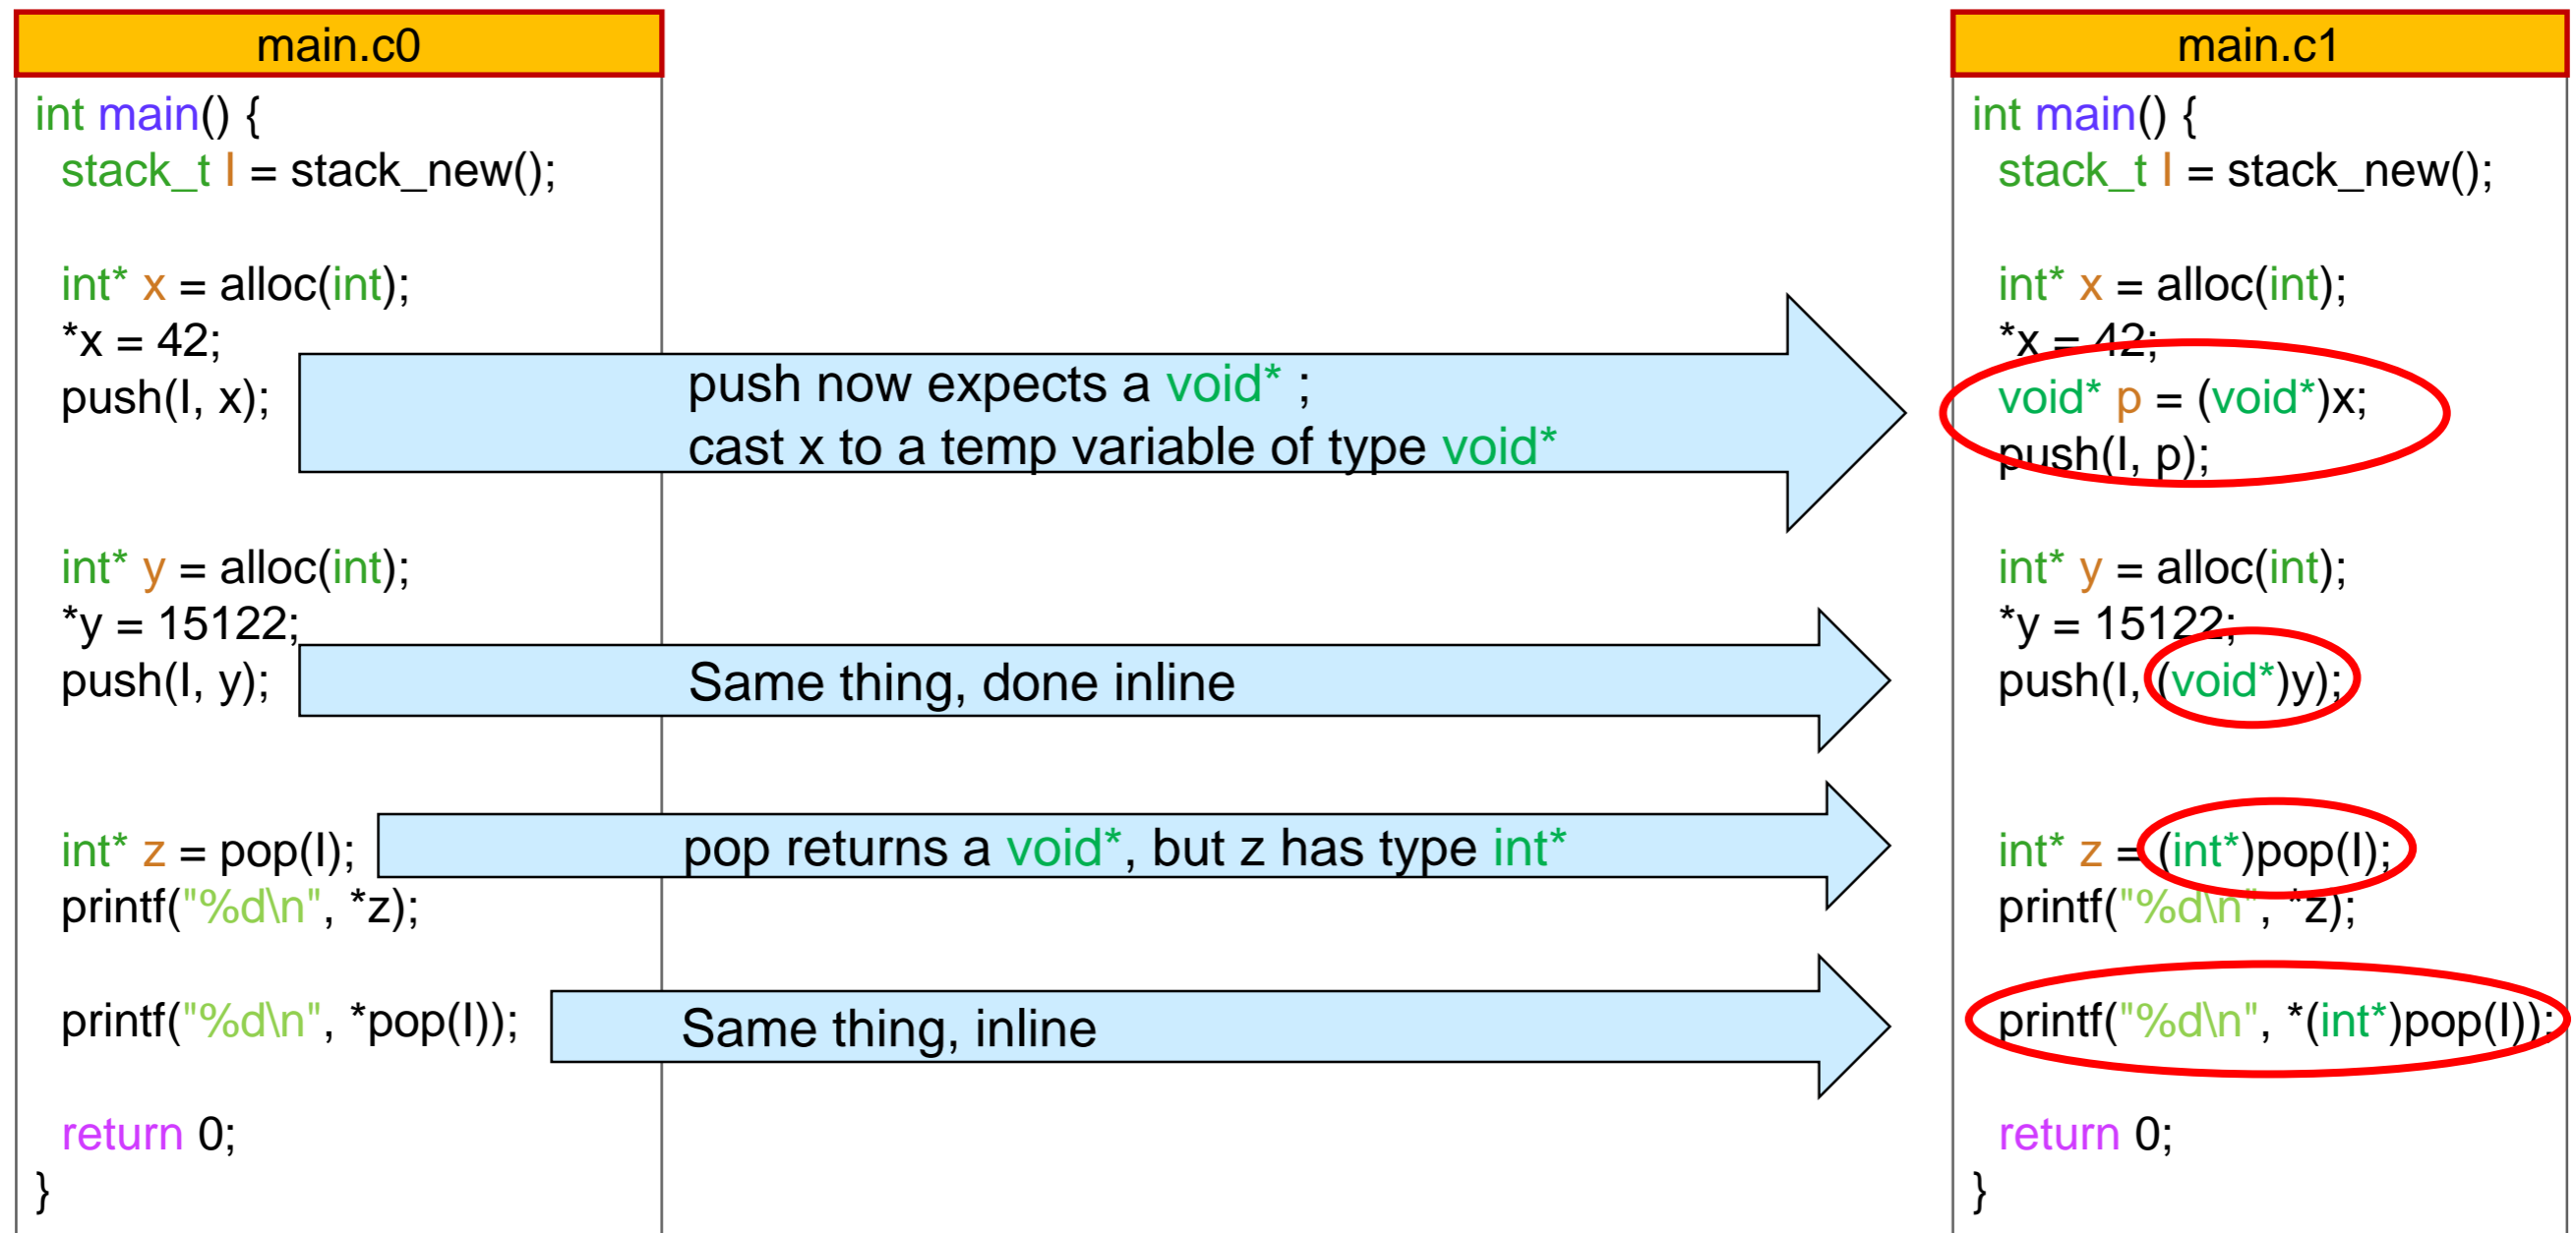 main.c0
int main() {
stack_t I = stack_new();
int* x = alloc(int);
*x = 42;
push(I, x);
int* y = alloc(int);
*y = 15122;
push(I, y);
int* z = pop(I);
printf("%d\n", *z);
printf("%d\n", *pop(I));
return 0;
}
push now expects a void* ;
cast x to a temp variable of type void*
Same thing, done inline
pop returns a void*, but z has type int*
Same thing, inline
main.c1
int main() {
stack_t I = stack_new();
int* x = alloc(int);
*x = 42;
void* p = (void*)x;
push(I, p);
int* y = alloc(int);
*y = 15122;
push(I, (void*)y);
int* z = (int*)pop(I);
printf("%d\n", *z);
printf("%d\n", *(int*)pop(I));
return 0;
}